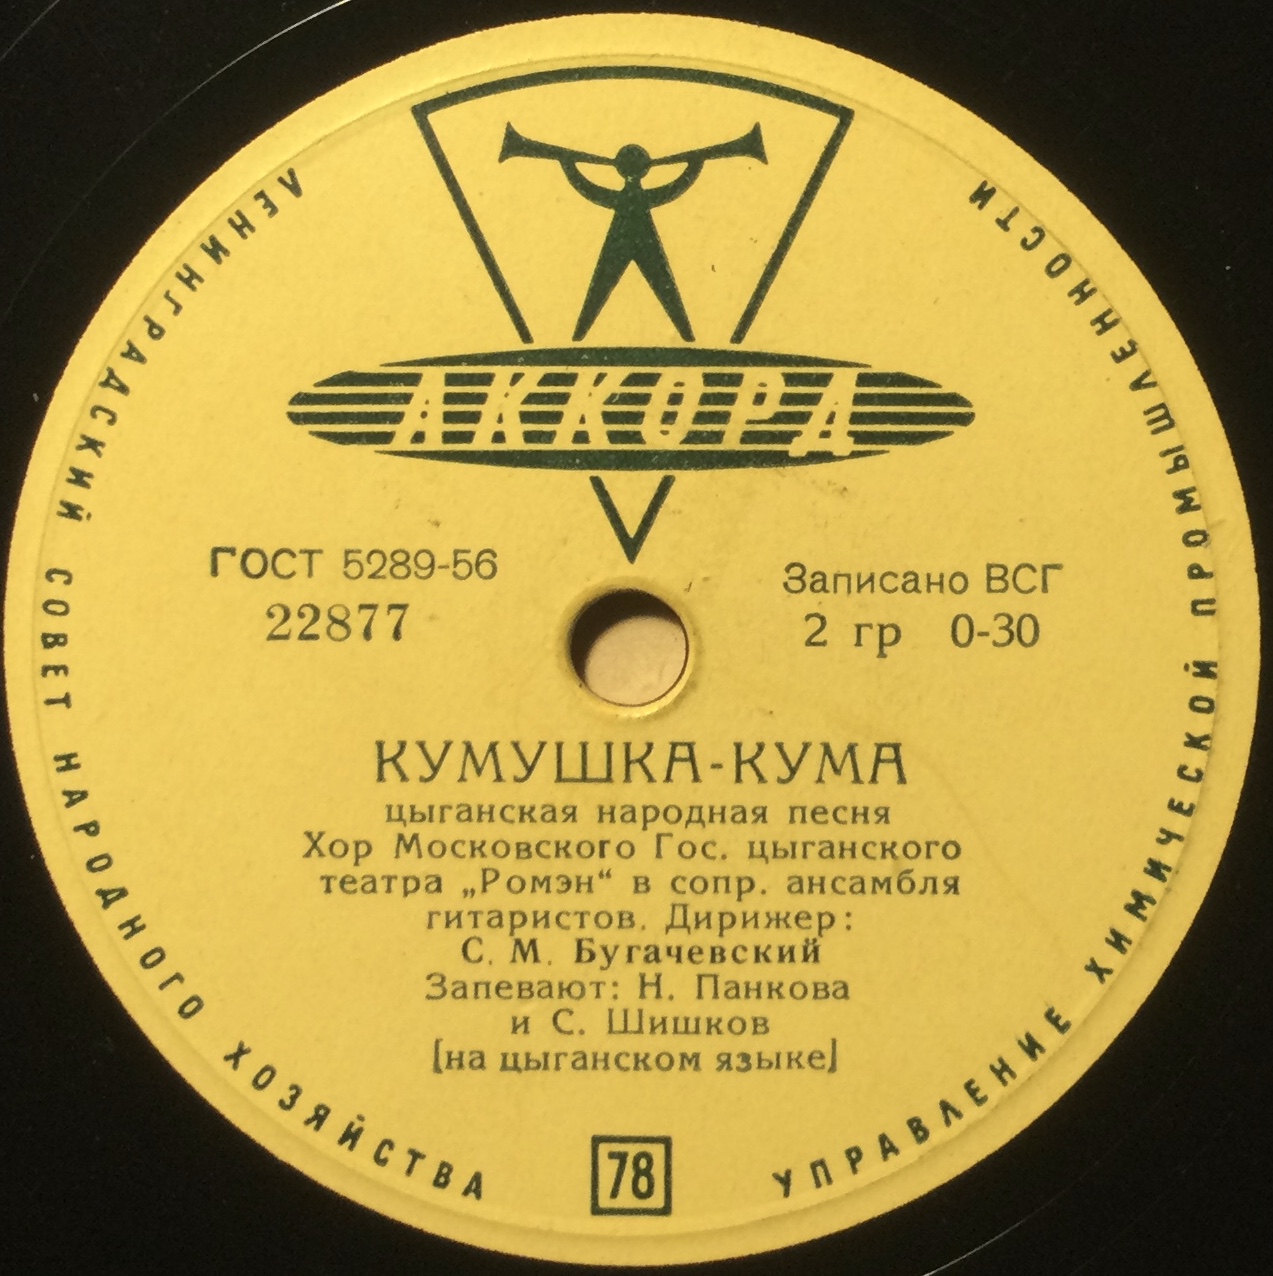 ЛЕНИНГРАДСКИЙ СОВЕТ НАРОДНОГО ХОЗЯЙСТВА
УПРАВЛЕНИЕ ХИМИЧЕСКОЙ ПРОМЫШЛЕННОСТИ
АККОРД
ГОСТ 5289-56
22877
Записано ВСГ
2 гр 0-30
КУМУШКА-КУМА
цыганская народная песня
Хор Московского Гос. цыганского
театра „Ромэн“ в сопр. ансамбля
гитаристов. Дирижер:
С. М. Бугачевский
Запевают: Н. Панкова
и С. Шишков
[на цыганском языке]
78